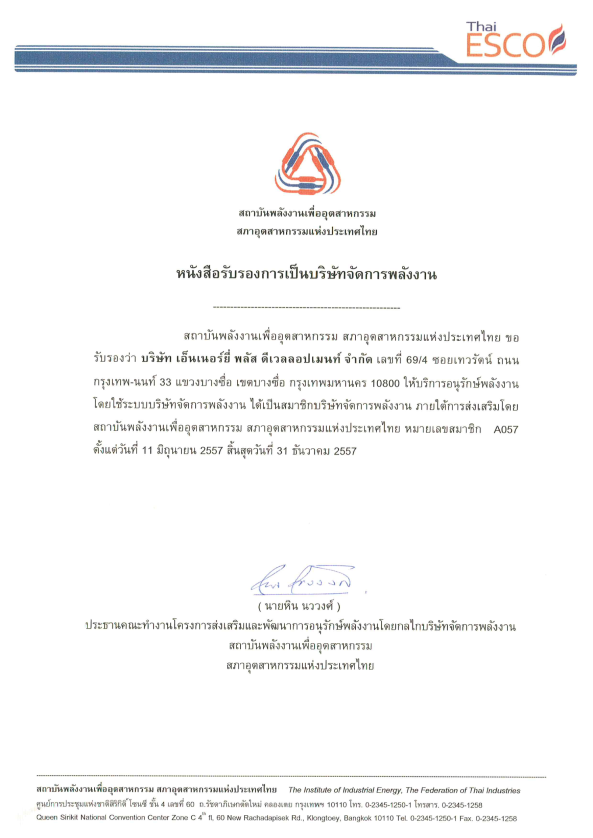 Thai
ESCO
สถาบันพลังงานเพื่ออุตสาหกรรม
สภาอุตสาหกรรมแห่งประเทศไทย
หนังสือรับรองการเป็นบริษัทจัดการพลังงาน
สถาบันพลังงานเพื่ออุตสาหกรรม สภาอุตสาหกรรมแห่งประเทศไทย ขอ
รับรองว่า บริษัท เอ็นเนอร์ยี่ พลัส ดีเวลลอปเมนท์ จำกัด เลขที่ 69/4 ซอยเทวรัตน์ ถนน
กรุงเทพ-นนท์ 33 แขวงบางซื่อ เขตบางซื่อ กรุงเทพมหานคร 10800 ให้บริการอนุรักษ์พลังงาน
โดยใช้ระบบบริษัทจัดการพลังงาน ได้เป็นสมาชิกบริษัทจัดการพลังงาน ภายใต้การส่งเสริมโดย
สถาบันพลังงานเพื่ออุตสาหกรรม สภาอุตสาหกรรมแห่งประเทศไทย หมายเลขสมาชิก A057
ตั้งแต่วันที่ 11 มิถุนายน 2557 สิ้นสุดวันที่ 31 ธันวาคม 2557
( นายหิน นววงศ์ )
ประธานคณะทำงานโครงการส่งเสริมและพัฒนาการอนุรักษ์พลังงานโดยกลไกบริษัทจัดการพลังงาน
สถาบันพลังงานเพื่ออุตสาหกรรม
สภาอุตสาหกรรมแห่งประเทศไทย
สถาบันพลังงานเพื่ออุตสาหกรรม สภาอุตสาหกรรมแห่งประเทศไทย The Institute of Industrial Energy, The Federation of Thai Industries
ศูนย์การประชุมแห่งชาติสิริกิติ์ โซนซี ชั้น 4 เลขที่ 60 ถ.รัชดาภิเษกตัดใหม่ คลองเตย กรุงเทพฯ 10110 โทร. 0-2345-1250-1 โทรสาร. 0-2345-1258
Queen Sirikit National Convention Center Zone C 4th fl, 60 New Rachadapisek Rd., Klongtoey, Bangkok 10110 Tel. 0-2345-1250-1 Fax. 0-2345-1258